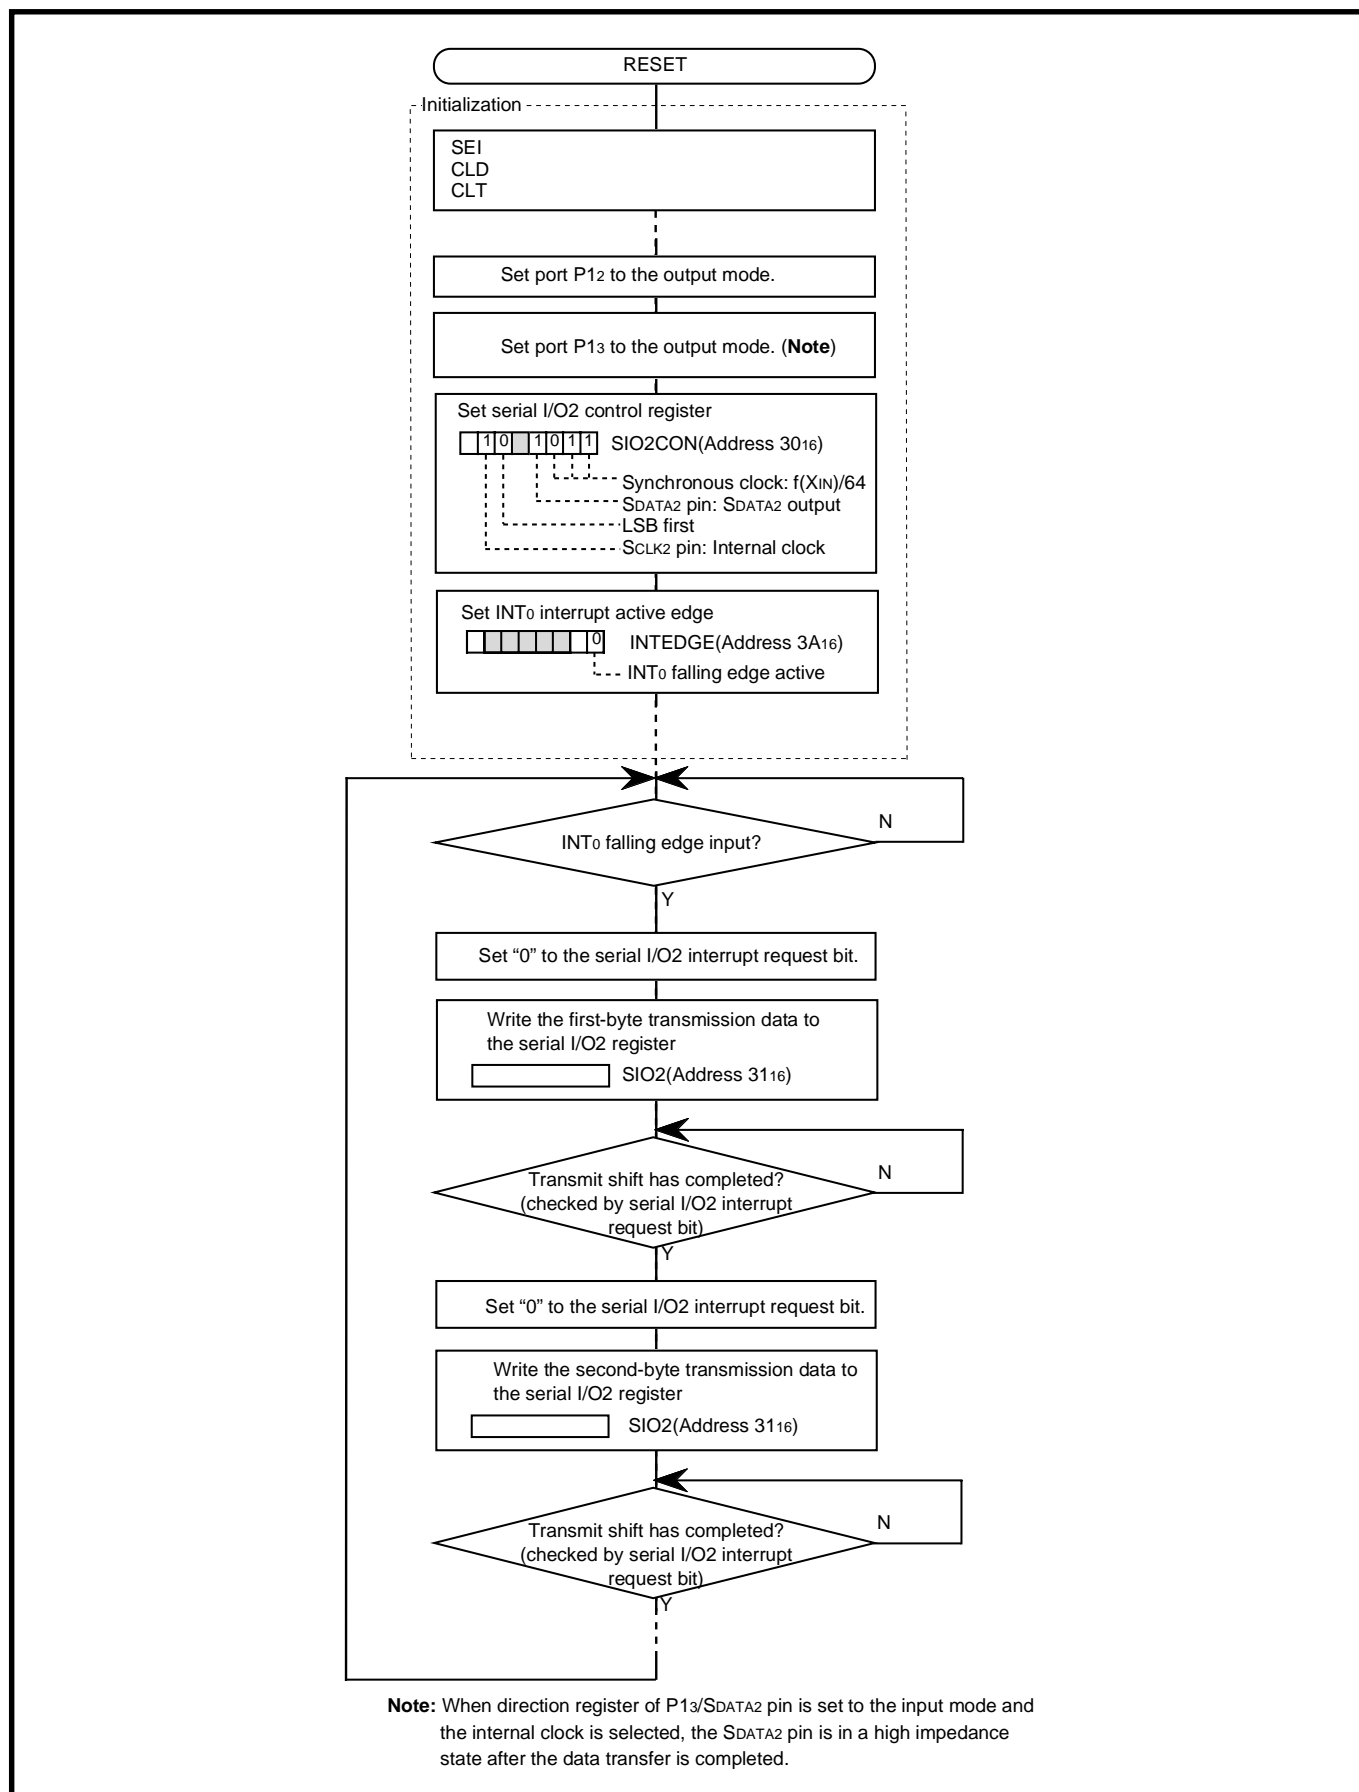 RESET
Initialization
SEI
CLD
CLT
Set port P12 to the output mode.
Set port P13 to the output mode. (Note)
Set serial I/O2 control register
1 0 1 0 1 1 SIO2CON(Address 3016)
Synchronous clock: f(XIN)/64
SDATA2 pin: SDATA2 output
LSB first
SCLK2 pin: Internal clock
Set INT0 interrupt active edge
0 INTEDGE(Address 3A16)
INT0 falling edge active
INT0 falling edge input?
N
Y
Set “0” to the serial I/O2 interrupt request bit.
Write the first-byte transmission data to
the serial I/O2 register
SIO2(Address 3116)
Transmit shift has completed?
(checked by serial I/O2 interrupt
request bit)
N
Y
Set “0” to the serial I/O2 interrupt request bit.
Write the second-byte transmission data to
the serial I/O2 register
SIO2(Address 3116)
Transmit shift has completed?
(checked by serial I/O2 interrupt
request bit)
N
Y
Note: When direction register of P13/SDATA2 pin is set to the input mode and
the internal clock is selected, the SDATA2 pin is in a high impedance
state after the data transfer is completed.